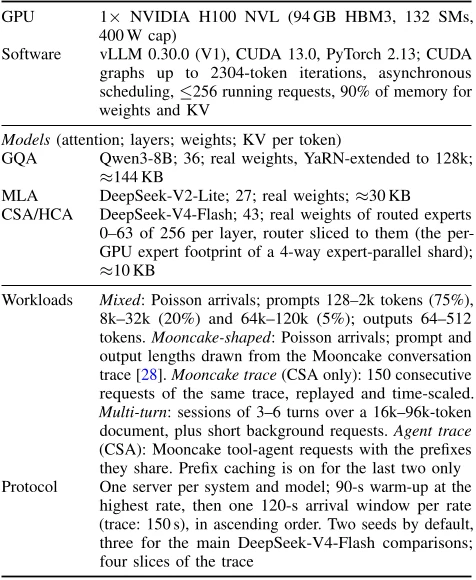 GPU 1× NVIDIA H100 NVL (94 GB HBM3, 132 SMs,
400 W cap)
Software vLLM 0.30.0 (V1), CUDA 13.0, PyTorch 2.13; CUDA
graphs up to 2304-token iterations, asynchronous
scheduling, ≤256 running requests, 90% of memory for
weights and KV
Models (attention; layers; weights; KV per token)
GQA Qwen3-8B; 36; real weights, YaRN-extended to 128k;
≈144 KB
MLA DeepSeek-V2-Lite; 27; real weights; ≈30 KB
CSA/HCA DeepSeek-V4-Flash; 43; real weights of routed experts
0–63 of 256 per layer, router sliced to them (the per-
GPU expert footprint of a 4-way expert-parallel shard);
≈10 KB
Workloads Mixed: Poisson arrivals; prompts 128–2k tokens (75%),
8k–32k (20%) and 64k–120k (5%); outputs 64–512
tokens. Mooncake-shaped: Poisson arrivals; prompt and
output lengths drawn from the Mooncake conversation
trace [28]. Mooncake trace (CSA only): 150 consecutive
requests of the same trace, replayed and time-scaled.
Multi-turn: sessions of 3–6 turns over a 16k–96k-token
document, plus short background requests. Agent trace
(CSA): Mooncake tool-agent requests with the prefixes
they share. Prefix caching is on for the last two only
Protocol One server per system and model; 90-s warm-up at the
highest rate, then one 120-s arrival window per rate
(trace: 150 s), in ascending order. Two seeds by default,
three for the main DeepSeek-V4-Flash comparisons;
four slices of the trace